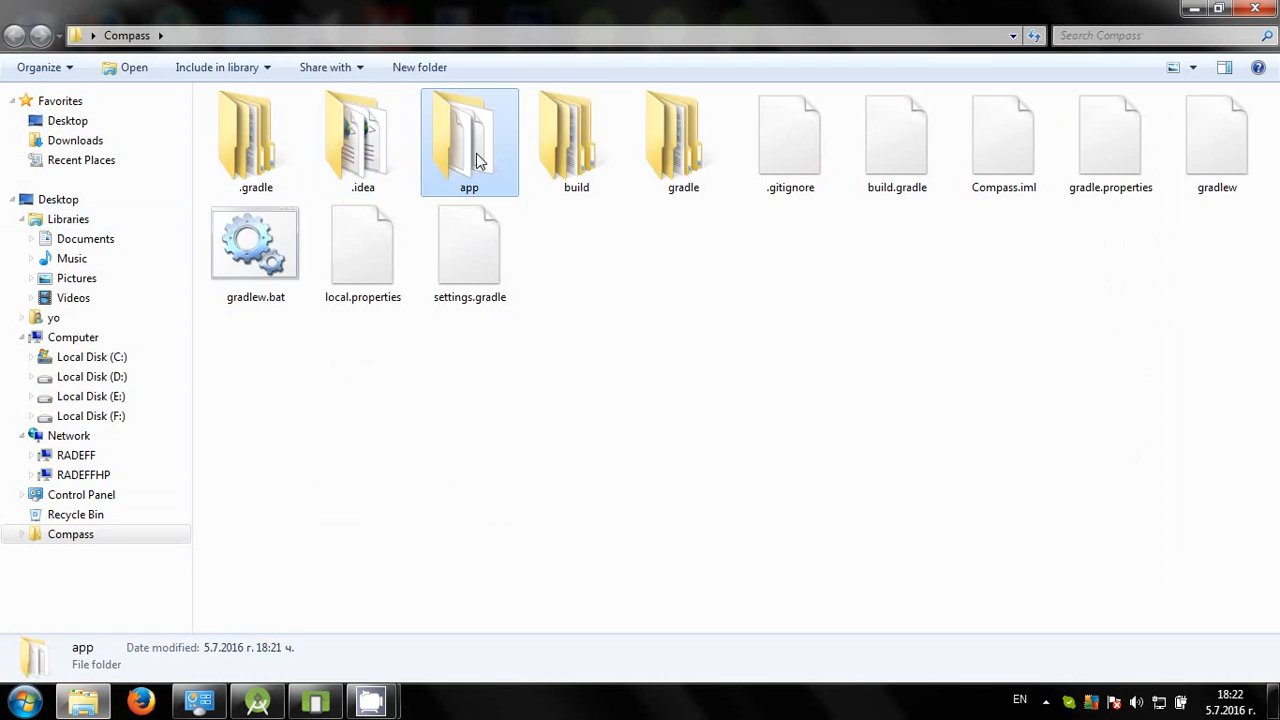 Compass
Search Compass
Organize Open Include in library Share with New folder
Favorites
Desktop
Downloads
Recent Places
Desktop
Libraries
Documents
Music
Pictures
Videos
yo
Computer
Local Disk (C:)
Local Disk (D:)
Local Disk (E:)
Local Disk (F:)
Network
RADEFF
RADEFFHP
Control Panel
Recycle Bin
Compass
.gradle .idea app build gradle .gitignore build.gradle Compass.iml gradle.properties gradlew
gradlew.bat local.properties settings.gradle
app Date modified: 5.7.2016 г. 18:21 ч.
File folder
EN
18:22
5.7.2016 г.